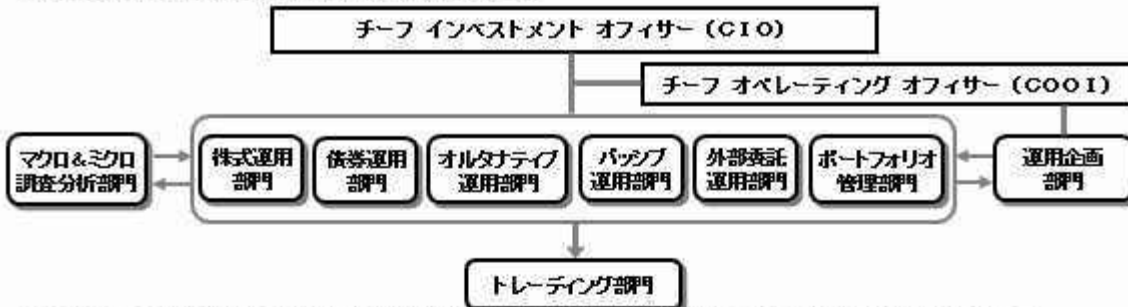 チーフ インベストメント オフィサー (CIO)
チーフ オペレーティング オフィサー (COOI)
マクロ&ミクロ
調査分析部門
株式運用
部門
債券運用
部門
オルタナティブ
運用部門
パッシブ
運用部門
外部委託
運用部門
ポートフォリオ
管理部門
運用企画
部門
トレーディング部門